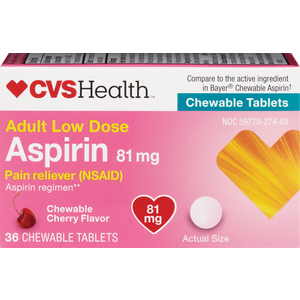 CVSHealth™
Compare to the active ingredient
in Bayer® Chewable Aspirin†
Chewable Tablets
NDC 59779-274-68
Adult Low Dose
Aspirin 81 mg
Pain reliever (NSAID)
Aspirin regimen**
Chewable
Cherry Flavor
81
mg
Actual Size
36 CHEWABLE TABLETS